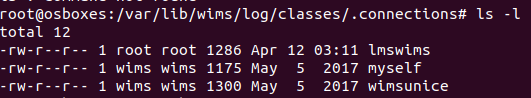 root@osboxes:/var/lib/wims/log/classes/.connections# ls -l
total 12
-rw-r--r-- 1 root root 1286 Apr 12 03:11 lmswims
-rw-r--r-- 1 wims wims 1175 May  5  2017 myself
-rw-r--r-- 1 wims wims 1300 May  5  2017 wimsunice